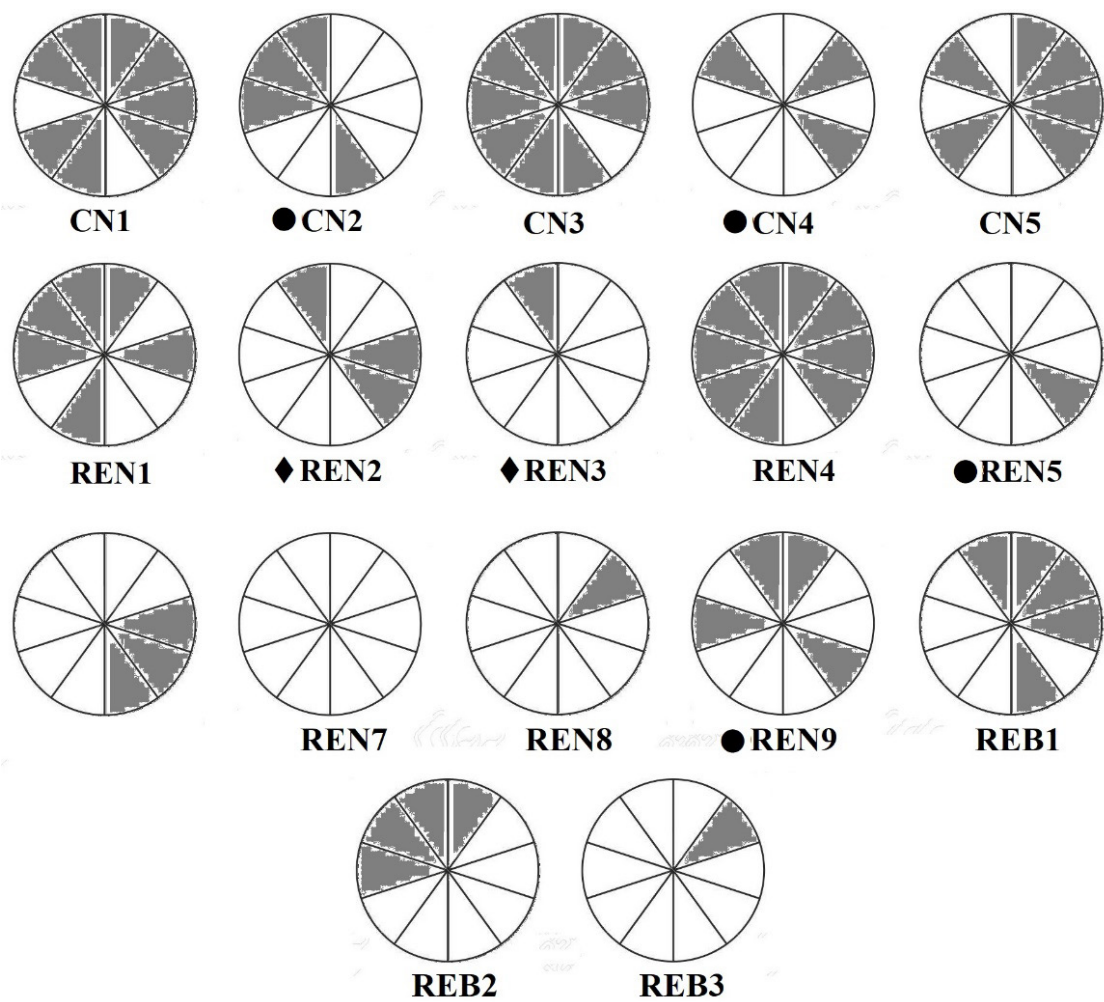 CN1 ●CN2 CN3 ●CN4 CN5
REN1 ♦REN2 ♦REN3 REN4 ●REN5
REN7 REN8 ●REN9 REB1
REB2 REB3